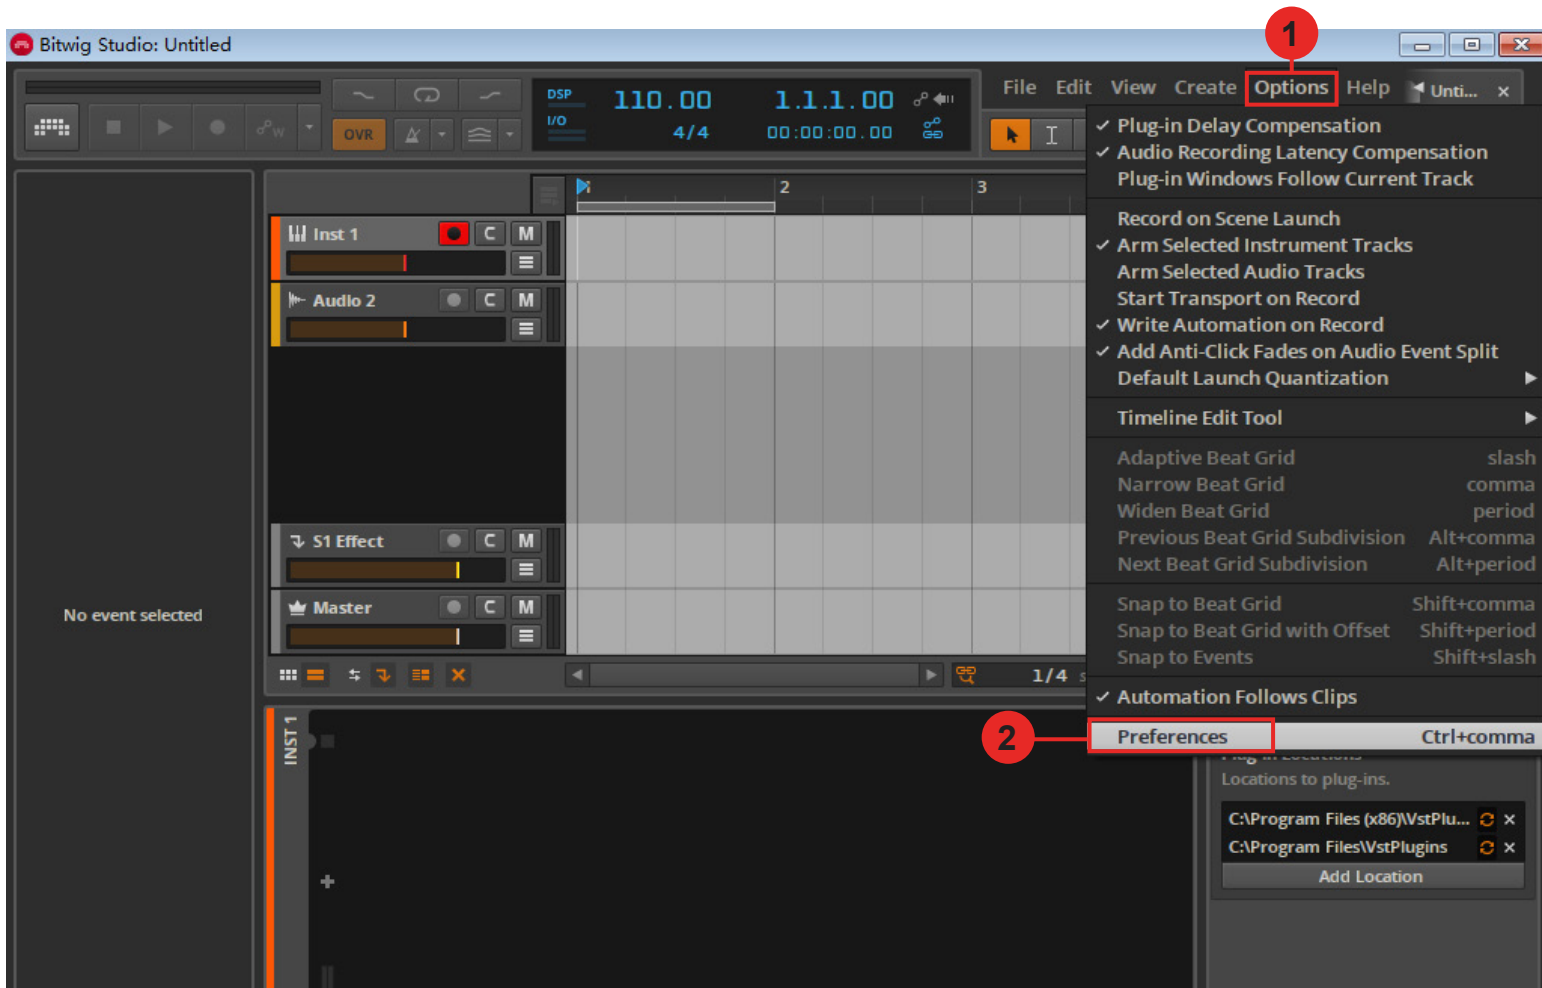 1
Bitwig Studio: Untitled
File Edit View Create Options Help Unti... ×
DSP 110.00 1.1.1.00
I/O 4/4 00:00:00.00
W OVR
Plug-in Delay Compensation
Audio Recording Latency Compensation
Plug-in Windows Follow Current Track
Record on Scene Launch
Arm Selected Instrument Tracks
Arm Selected Audio Tracks
Start Transport on Record
Write Automation on Record
Add Anti-Click Fades on Audio Event Split
Default Launch Quantization
Timeline Edit Tool
Adaptive Beat Grid slash
Narrow Beat Grid comma
Widen Beat Grid period
Previous Beat Grid Subdivision Alt+comma
Next Beat Grid Subdivision Alt+period
Snap to Beat Grid Shift+comma
Snap to Beat Grid with Offset Shift+period
Snap to Events Shift+slash
Automation Follows Clips
2
Preferences Ctrl+comma
2 3
Inst 1 C M
Audio 2 C M
S1 Effect C M
Master C M
No event selected
1/4
INST 1
Plug-in Locations
Locations to plug-ins.
C:\Program Files (x86)\VstPlu... ×
C:\Program Files\VstPlugins ×
Add Location